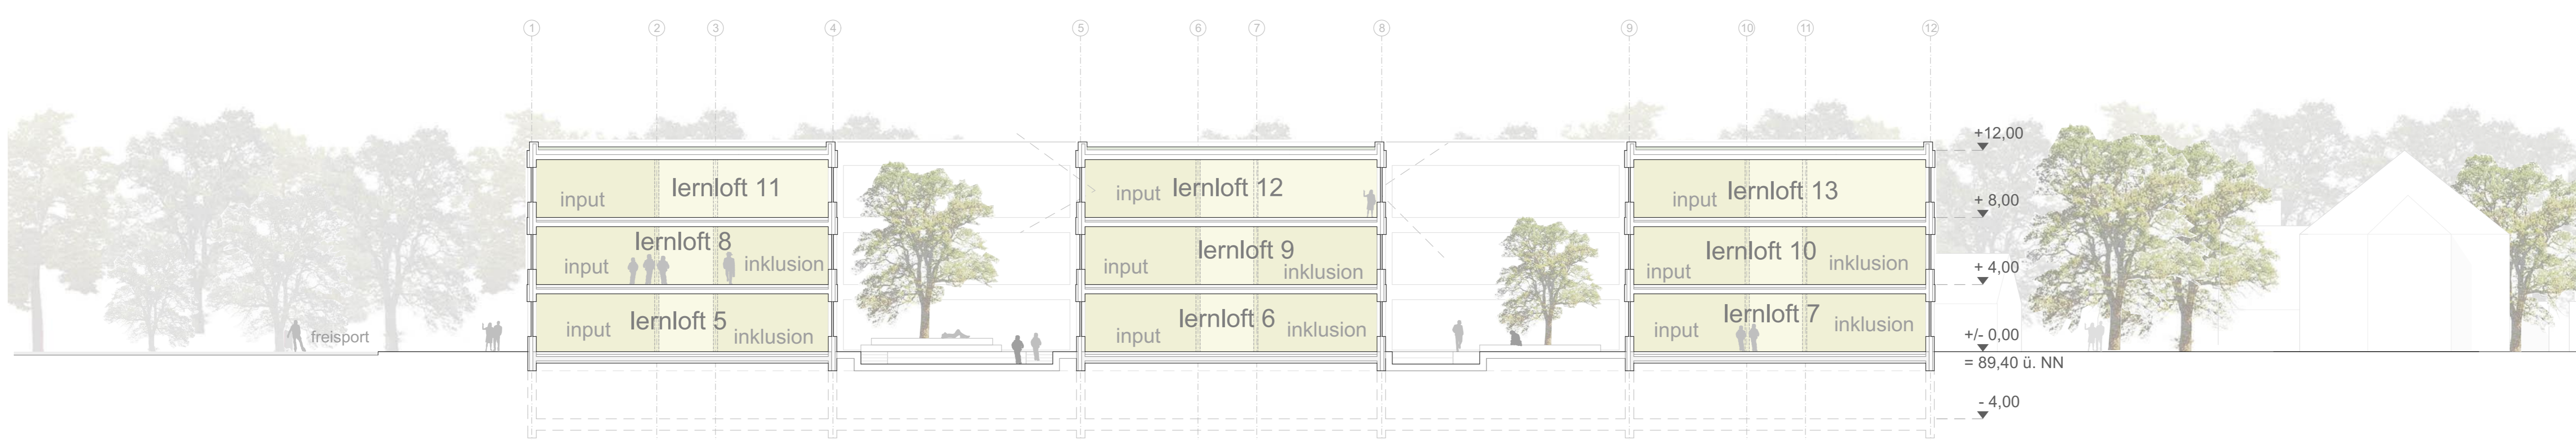 1 2 3 4 5 6 7 8 9 10 11 12
+12,00
input lernloft 11
input lernloft 12
input lernloft 13
+ 8,00
lernloft 8
input inklusion
lernloft 9
input inklusion
lernloft 10
input inklusion
+ 4,00
freisport
input lernloft 5 inklusion
input lernloft 6 inklusion
input lernloft 7 inklusion
+/- 0,00
= 89,40 ü. NN
- 4,00